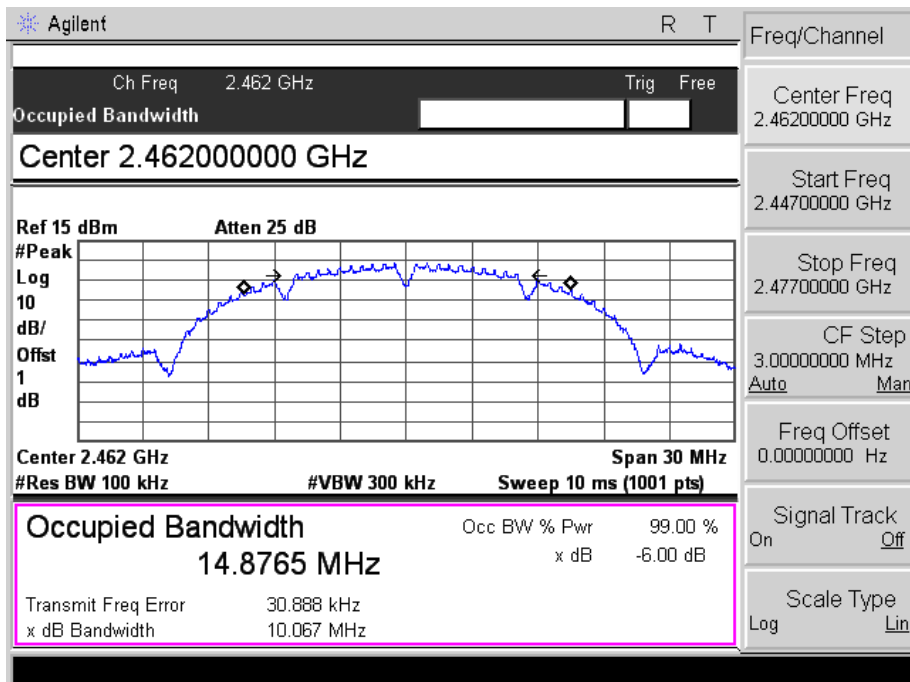 Agilent R T
Ch Freq 2.462 GHz Trig Free
Occupied Bandwidth
Center 2.462000000 GHz
Ref 15 dBm Atten 25 dB
#Peak
Log
10
dB/
Offst
1
dB
Center 2.462 GHz Span 30 MHz
#Res BW 100 kHz #VBW 300 kHz Sweep 10 ms (1001 pts)
Occupied Bandwidth
14.8765 MHz
Occ BW % Pwr 99.00 %
x dB -6.00 dB
Transmit Freq Error 30.888 kHz
x dB Bandwidth 10.067 MHz
Freq/Channel
Center Freq
2.46200000 GHz
Start Freq
2.44700000 GHz
Stop Freq
2.47700000 GHz
CF Step
3.00000000 MHz
Auto Man
Freq Offset
0.00000000 Hz
Signal Track
On Off
Scale Type
Log Lin